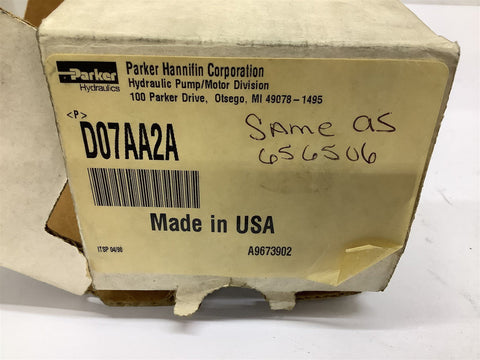 Parker Hannifin Corporation
Parker
Hydraulics
Hydraulic Pump/Motor Division
100 Parker Drive, Otsego, MI 49078-1495
<P>
D07AA2A
Same as
656506
Made in USA
ITSP 04/98
A9673902